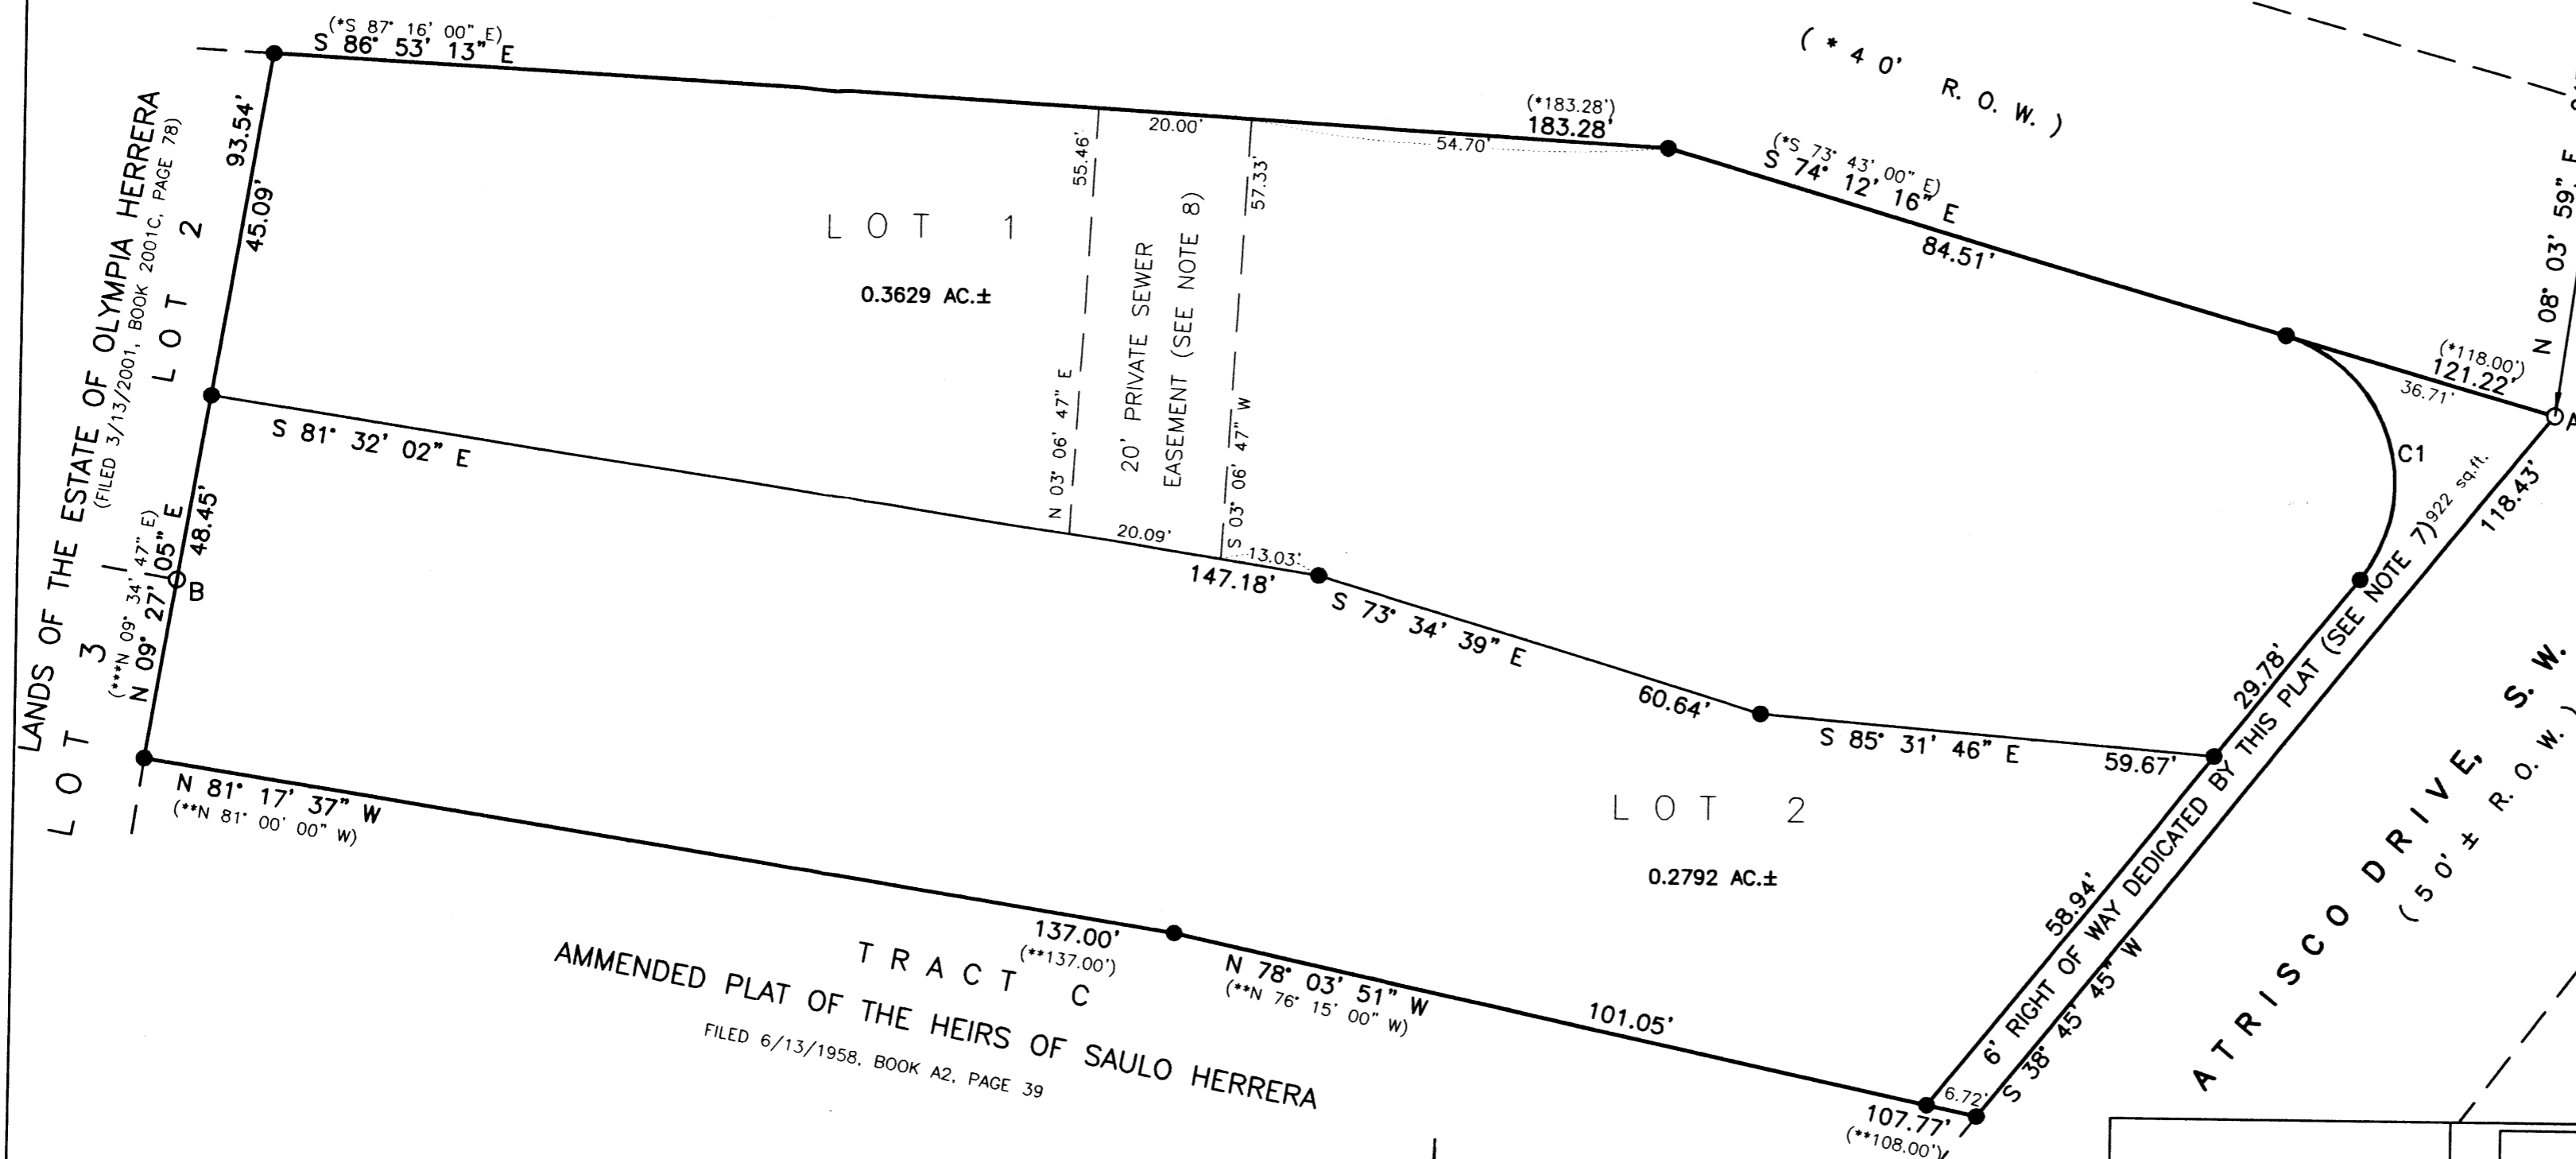 (*S 87° 16' 00" E)
S 86° 53' 13" E
(*183.28')
183.28'
20.00'
54.70'
(*40' R.O.W.)
(*S 73° 43' 00" E)
S 74° 12' 16" E
84.51'
(*118.00')
121.22'
36.71'
N 08° 03' 59" E
A
C1
118.43'
93.54'
45.09'
LOT 1
0.3629 AC.±
55.46'
57.33'
20' PRIVATE SEWER
EASEMENT (SEE NOTE 8)
N 03° 06' 47" E
S 03° 06' 47" W
LANDS OF THE ESTATE OF OLYMPIA HERRERA
(FILED 3/13/2001, BOOK 2001C, PAGE 78)
LOT 2
LOT 3
(***N 09° 34' 47" E)
N 09° 27' 05" E
48.45'
B
S 81° 32' 02" E
20.09'
13.03'
147.18'
S 73° 34' 39" E
60.64'
S 85° 31' 46" E
59.67'
29.78'
58.94'
6' RIGHT OF WAY DEDICATED BY THIS PLAT (SEE NOTE 7)
922 sq.ft.
S 38° 45' 45" W
ATRISCO DRIVE, S.W.
(50' ± R.O.W.)
LOT 2
0.2792 AC.±
N 81° 17' 37" W
(**N 81° 00' 00" W)
137.00'
(**137.00')
N 78° 03' 51" W
(**N 76° 15' 00" W)
101.05'
6.72'
107.77'
(**108.00')
TRACT C
AMMENDED PLAT OF THE HEIRS OF SAULO HERRERA
FILED 6/13/1958, BOOK A2, PAGE 39